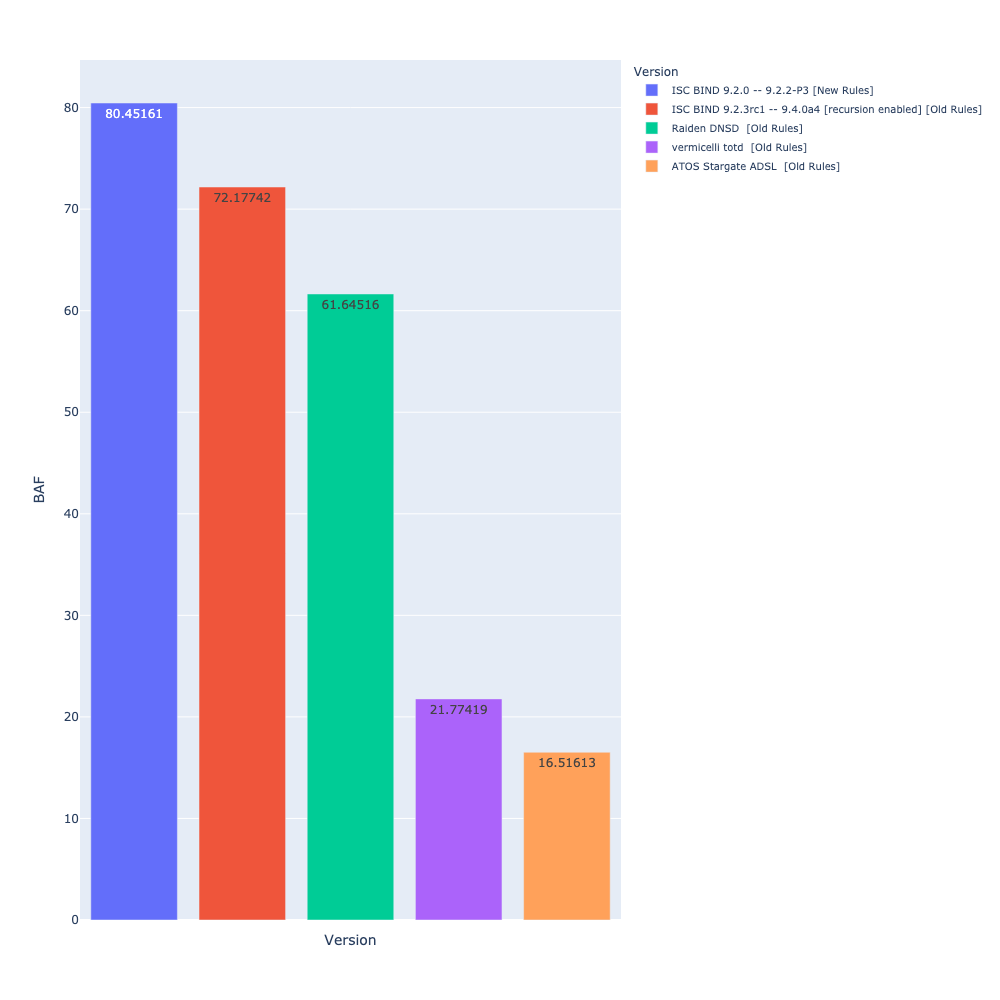 Version
ISC BIND 9.2.0 -- 9.2.2-P3 [New Rules]
ISC BIND 9.2.3rc1 -- 9.4.0a4 [recursion enabled] [Old Rules]
Raiden DNSD  [Old Rules]
vermicelli totd  [Old Rules]
ATOS Stargate ADSL  [Old Rules]
80
70
60
50
40
30
20
10
0
BAF
80.45161
72.17742
61.64516
21.77419
16.51613
Version